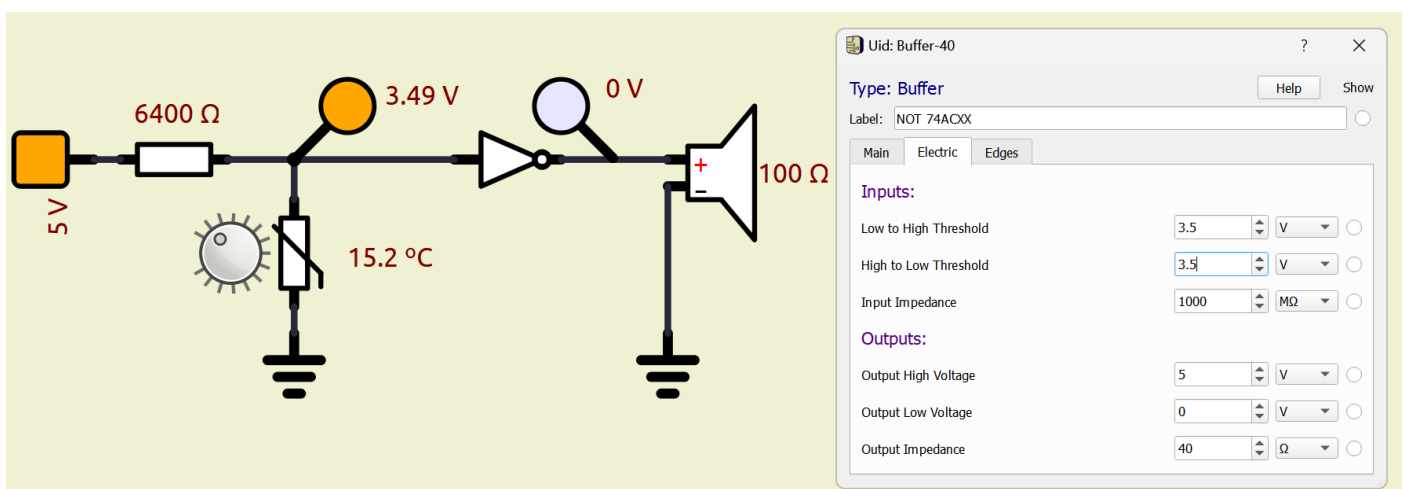 6400 Ω
3.49 V
0 V
5 V
+
−
100 Ω
15.2 ºC
Uid: Buffer-40
?
Type: Buffer
Help
Show
Label: NOT 74ACXX
Main Electric Edges
Inputs:
Low to High Threshold 3.5 V
High to Low Threshold 3.5 V
Input Impedance 1000 MΩ
Outputs:
Output High Voltage 5 V
Output Low Voltage 0 V
Output Impedance 40 Ω